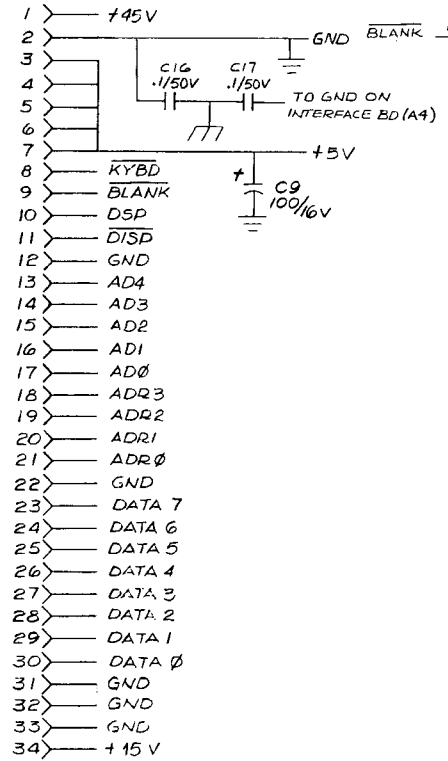 1 +45V
2 GND BLANK
3
4
5
6
7 +5V
C16 .1/50V
C17 .1/50V
TO GND ON
INTERFACE BD (A4)
+ C9
100/16V
8 KYBD
9 BLANK
10 DSP
11 DISP
12 GND
13 AD4
14 AD3
15 AD2
16 AD1
17 ADØ
18 ADR3
19 ADR2
20 ADR1
21 ADRØ
22 GND
23 DATA 7
24 DATA 6
25 DATA 5
26 DATA 4
27 DATA 3
28 DATA 2
29 DATA 1
30 DATA Ø
31 GND
32 GND
33 GND
34 +15 V